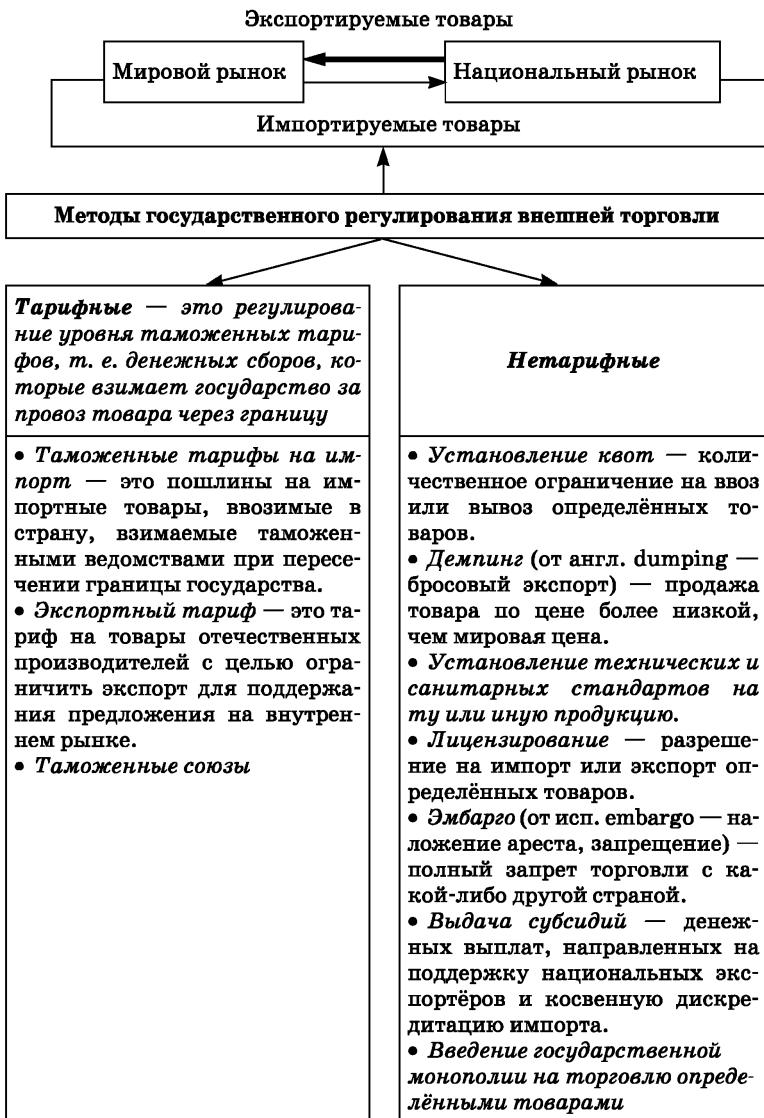 Экспортируемые товары
Мировой рынок
Национальный рынок
Импортируемые товары
Методы государственного регулирования внешней торговли
Тарифные — это регулирова-
ние уровня таможенных тари-
фов, т. е. денежных сборов, ко-
торые взимает государство за
провоз товара через границу
• Таможенные тарифы на им-
порт — это пошлины на им-
портные товары, ввозимые в
страну, взимаемые таможен-
ными ведомствами при пересе-
чении границы государства.
• Экспортный тариф — это та-
риф на товары отечественных
производителей с целью огра-
ничить экспорт для поддержа-
ния предложения на внутрен-
нем рынке.
• Таможенные союзы
Нетарифные
• Установление квот — коли-
чественное ограничение на ввоз
или вывоз определённых то-
варов.
• Демпинг (от англ. dumping —
бросовый экспорт) — продажа
товара по цене более низкой,
чем мировая цена.
• Установление технических и
санитарных стандартов на
ту или иную продукцию.
• Лицензирование — разреше-
ние на импорт или экспорт оп-
ределённых товаров.
• Эмбарго (от исп. embargo — на-
ложение ареста, запрещение) —
полный запрет торговли с ка-
кой-либо другой страной.
• Выдача субсидий — денеж-
ных выплат, направленных на
поддержку национальных экс-
портёров и косвенную дискре-
дитацию импорта.
• Введение государственной
монополии на торговлю опреде-
лёнными товарами